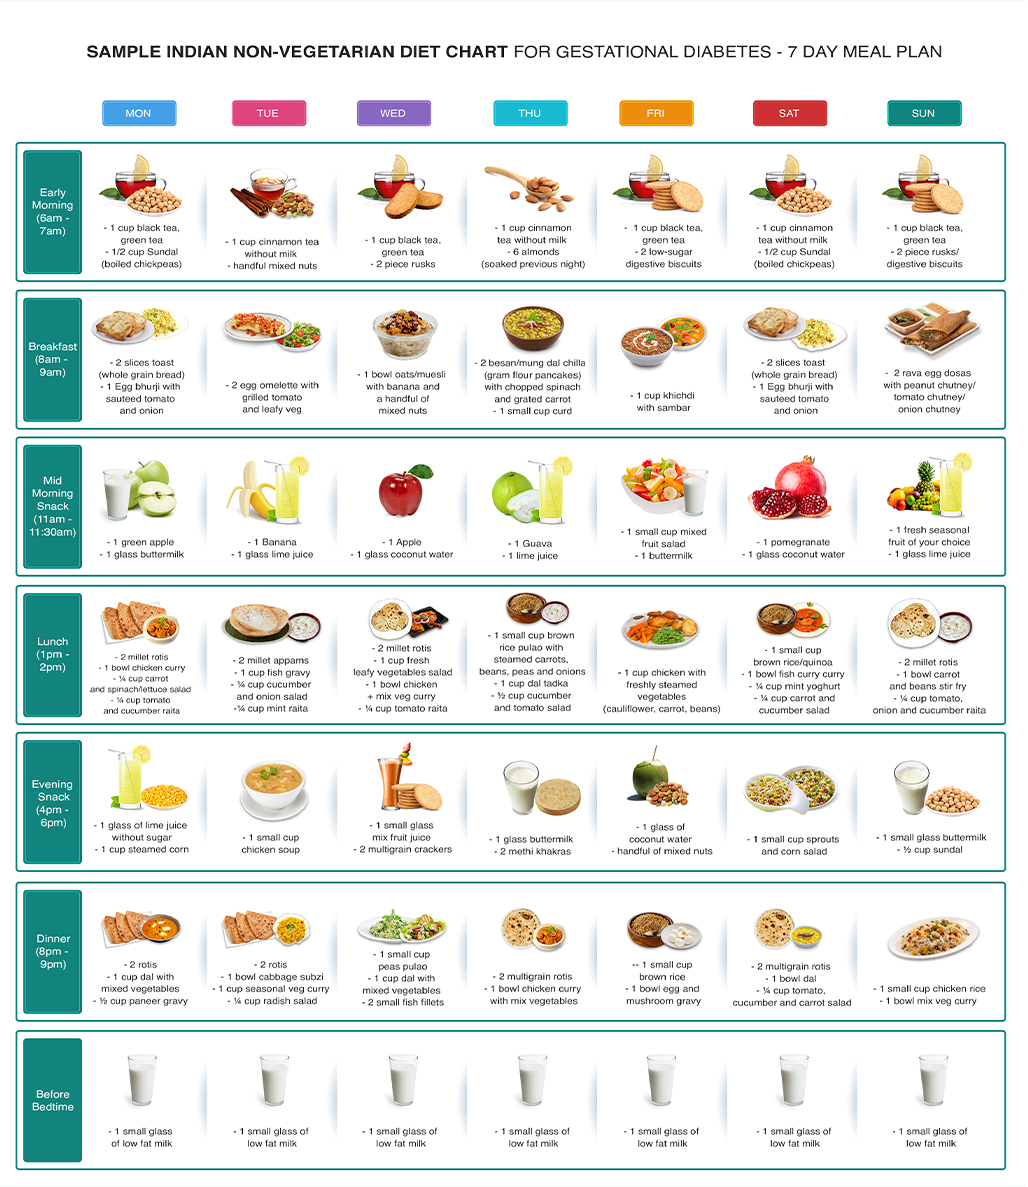 SAMPLE INDIAN NON-VEGETARIAN DIET CHART FOR GESTATIONAL DIABETES - 7 DAY MEAL PLAN
MON
TUE
WED
THU
FRI
SAT
SUN
Early
Morning
(6am -
7am)
- 1 cup black tea,
green tea
- 1/2 cup Sundal
(boiled chickpeas)
- 1 cup cinnamon tea
without milk
- handful mixed nuts
- 1 cup black tea,
green tea
- 2 piece rusks
- 1 cup cinnamon
tea without milk
- 6 almonds
(soaked previous night)
- 1 cup black tea,
green tea
- 2 low-sugar
digestive biscuits
- 1 cup cinnamon
tea without milk
- 1/2 cup Sundal
(boiled chickpeas)
- 1 cup black tea,
green tea
- 2 piece rusks/
digestive biscuits
Breakfast
(8am -
9am)
- 2 slices toast
(whole grain bread)
- 1 Egg bhurji with
sauteed tomato
and onion
- 2 egg omelette with
grilled tomato
and leafy veg
- 1 bowl oats/muesli
with banana and
a handful of
mixed nuts
- 2 besan/mung dal chilla
(gram flour pancakes)
with chopped spinach
and grated carrot
- 1 small cup curd
- 1 cup khichdi
with sambar
- 2 slices toast
(whole grain bread)
- 1 Egg bhurji with
sauteed tomato
and onion
- 2 rava egg dosas
with peanut chutney/
tomato chutney/
onion chutney
Mid
Morning
Snack
(11am -
11:30am)
- 1 green apple
- 1 glass buttermilk
- 1 Banana
- 1 glass lime juice
- 1 Apple
- 1 glass coconut water
- 1 Guava
- 1 lime juice
- 1 small cup mixed
fruit salad
- 1 buttermilk
- 1 pomegranate
- 1 glass coconut water
- 1 fresh seasonal
fruit of your choice
- 1 glass lime juice
Lunch
(1pm -
2pm)
- 2 millet rotis
- 1 bowl chicken curry
- ¼ cup carrot
and spinach/lettuce salad
- ¼ cup tomato
and cucumber raita
- 2 millet appams
- 1 cup fish gravy
- ¼ cup cucumber
and onion salad
-¼ cup mint raita
- 2 millet rotis
- 1 cup fresh
leafy vegetables salad
- 1 bowl chicken
+ mix veg curry
- ¼ cup tomato raita
- 1 small cup brown
rice pulao with
steamed carrots,
beans, peas and onions
- 1 cup dal tadka
- ½ cup cucumber
and tomato salad
- 1 cup chicken with
freshly steamed
vegetables
(cauliflower, carrot, beans)
- 1 small cup
brown rice/quinoa
- 1 bowl fish curry curry
- ¼ cup mint yoghurt
- ¼ cup carrot and
cucumber salad
- 2 millet rotis
- 1 bowl carrot
and beans stir fry
- ¼ cup tomato,
onion and cucumber raita
Evening
Snack
(4pm -
6pm)
- 1 glass of lime juice
without sugar
- 1 cup steamed corn
- 1 small cup
chicken soup
- 1 small glass
mix fruit juice
- 2 multigrain crackers
- 1 glass buttermilk
- 2 methi khakras
- 1 glass of
coconut water
- handful of mixed nuts
- 1 small cup sprouts
and corn salad
- 1 small glass buttermilk
- ½ cup sundal
Dinner
(8pm -
9pm)
- 2 rotis
- 1 cup dal with
mixed vegetables
- ½ cup paneer gravy
- 2 rotis
- 1 bowl cabbage subzi
- 1 cup seasonal veg curry
- ¼ cup radish salad
- 1 small cup
peas pulao
- 1 cup dal with
mixed vegetables
- 2 small fish fillets
- 2 multigrain rotis
- 1 bowl chicken curry
with mix vegetables
-- 1 small cup
brown rice
- 1 bowl egg and
mushroom gravy
- 2 multigrain rotis
- 1 bowl dal
- ¼ cup tomato,
cucumber and carrot salad
- 1 small cup chicken rice
- 1 bowl mix veg curry
Before
Bedtime
- 1 small glass
of low fat milk
- 1 small glass of
low fat milk
- 1 small glass of
low fat milk
- 1 small glass of
low fat milk
- 1 small glass of
low fat milk
- 1 small glass of
low fat milk
- 1 small glass of
low fat milk